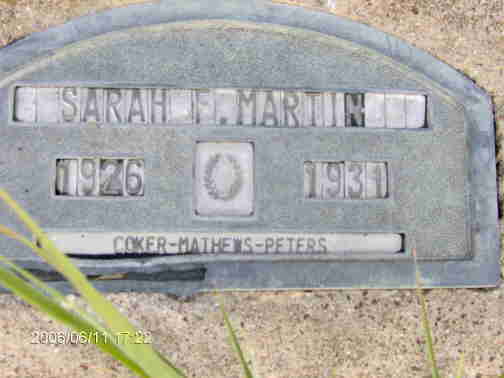 SARAH F. MARTIN
1926 1931
COKER-MATHEWS-PETERS
2006/06/11 17:22